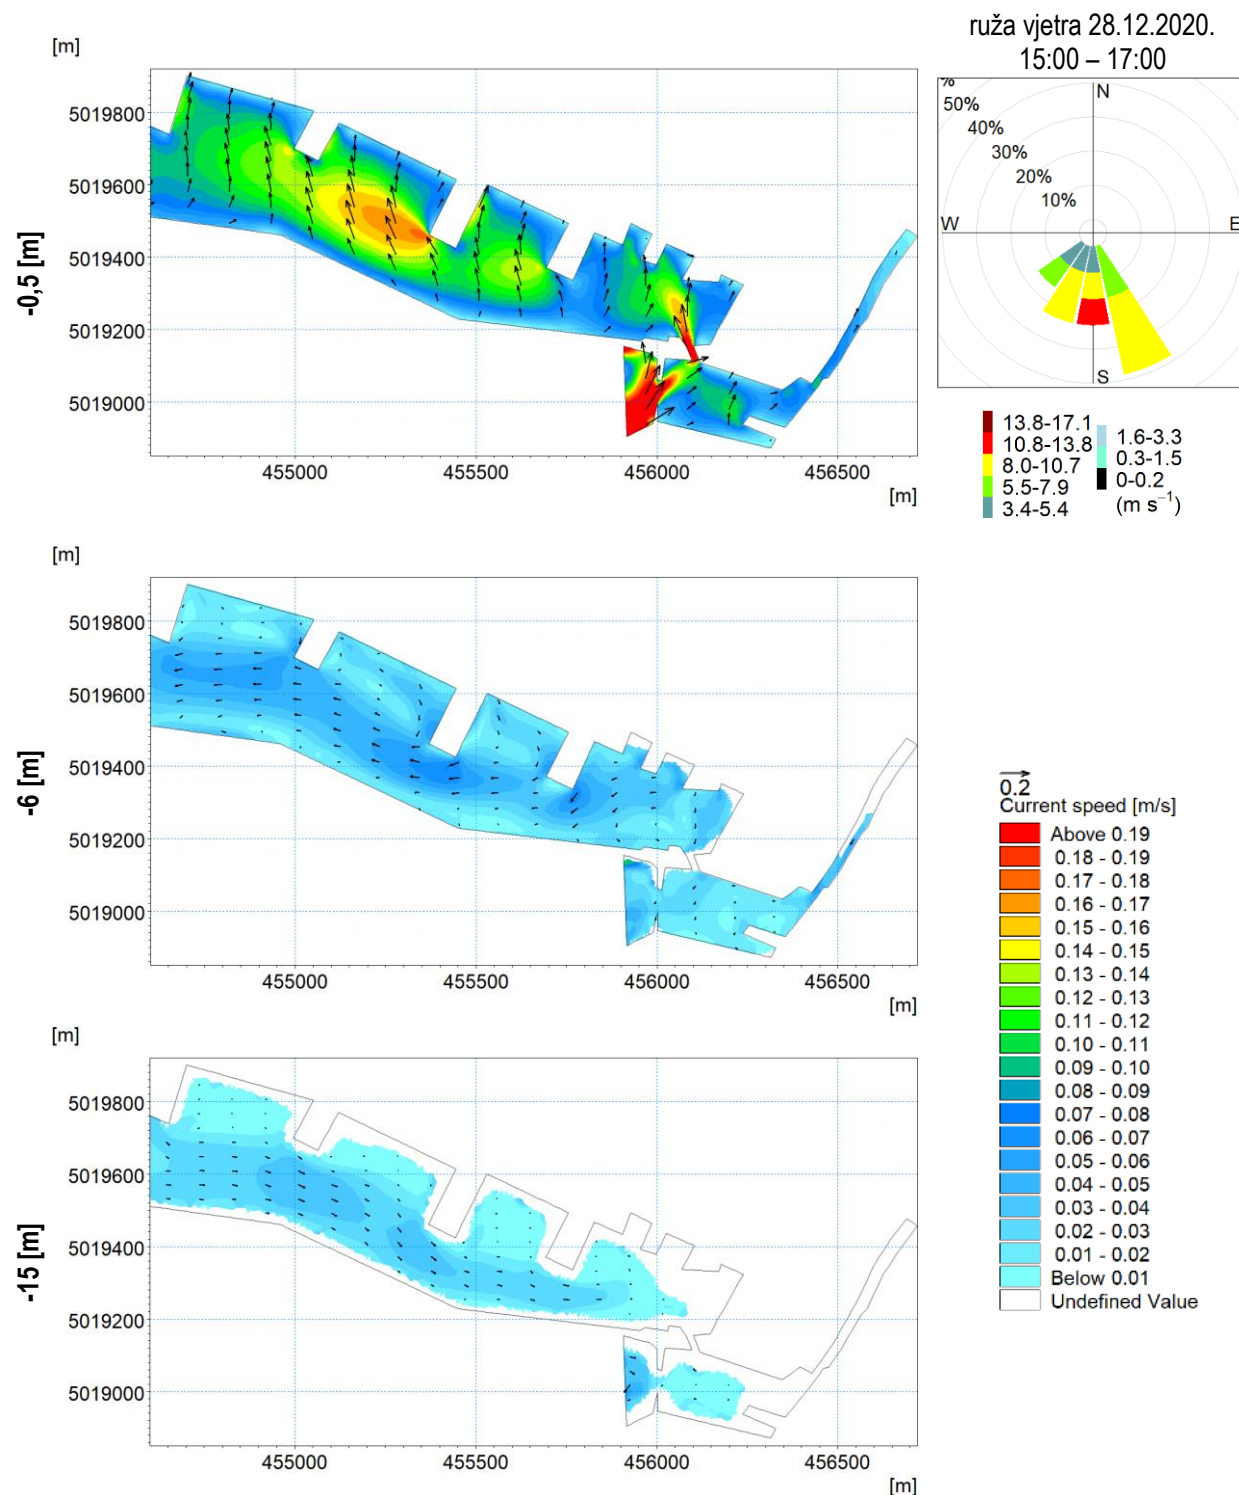 ruža vjetra 28.12.2020.
15:00 – 17:00
[m]
-0,5 [m]
5019800
5019600
5019400
5019200
5019000
455000 455500 456000 456500
[m]
%
50%
40%
30%
20%
10%
N
W E
S
13.8-17.1
10.8-13.8
8.0-10.7
5.5-7.9
3.4-5.4
1.6-3.3
0.3-1.5
0-0.2
(m s⁻¹)
[m]
-6 [m]
5019800
5019600
5019400
5019200
5019000
455000 455500 456000 456500
[m]
[m]
-15 [m]
5019800
5019600
5019400
5019200
5019000
455000 455500 456000 456500
[m]
0.2
Current speed [m/s]
Above 0.19
0.18 - 0.19
0.17 - 0.18
0.16 - 0.17
0.15 - 0.16
0.14 - 0.15
0.13 - 0.14
0.12 - 0.13
0.11 - 0.12
0.10 - 0.11
0.09 - 0.10
0.08 - 0.09
0.07 - 0.08
0.06 - 0.07
0.05 - 0.06
0.04 - 0.05
0.03 - 0.04
0.02 - 0.03
0.01 - 0.02
Below 0.01
Undefined Value